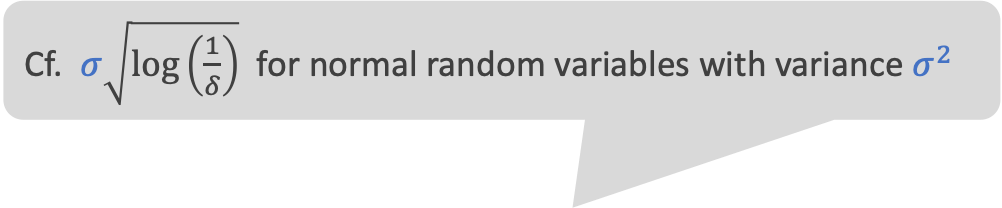 Cf. σ√log(1/δ) for normal random variables with variance σ²